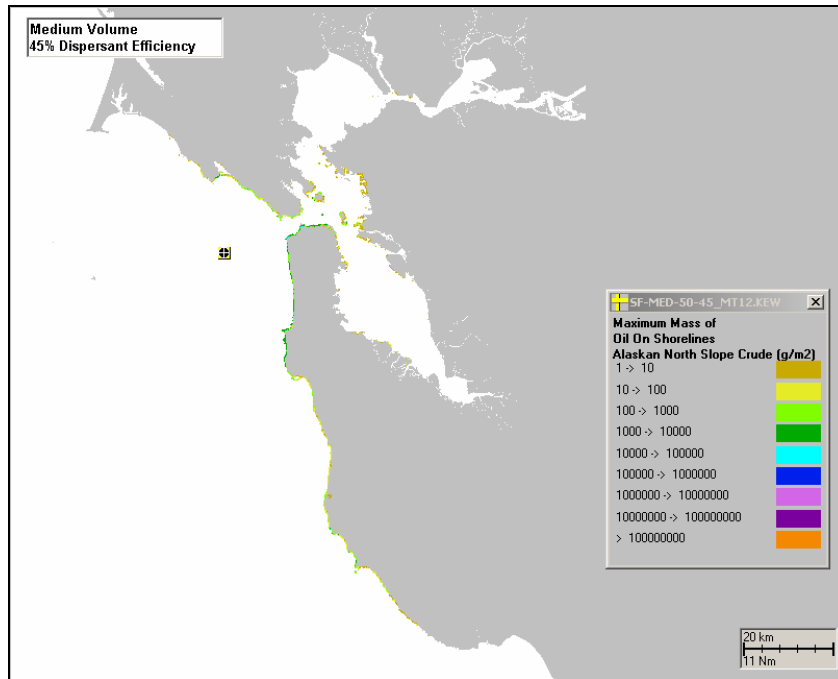 Medium Volume
45% Dispersant Efficiency
SF-MED-50-45_MT12.KEW
Maximum Mass of
Oil On Shorelines
Alaskan North Slope Crude (g/m2)
1 -> 10
10 -> 100
100 -> 1000
1000 -> 10000
10000 -> 100000
100000 -> 1000000
1000000 -> 10000000
10000000 -> 100000000
> 100000000
20 km
11 Nm